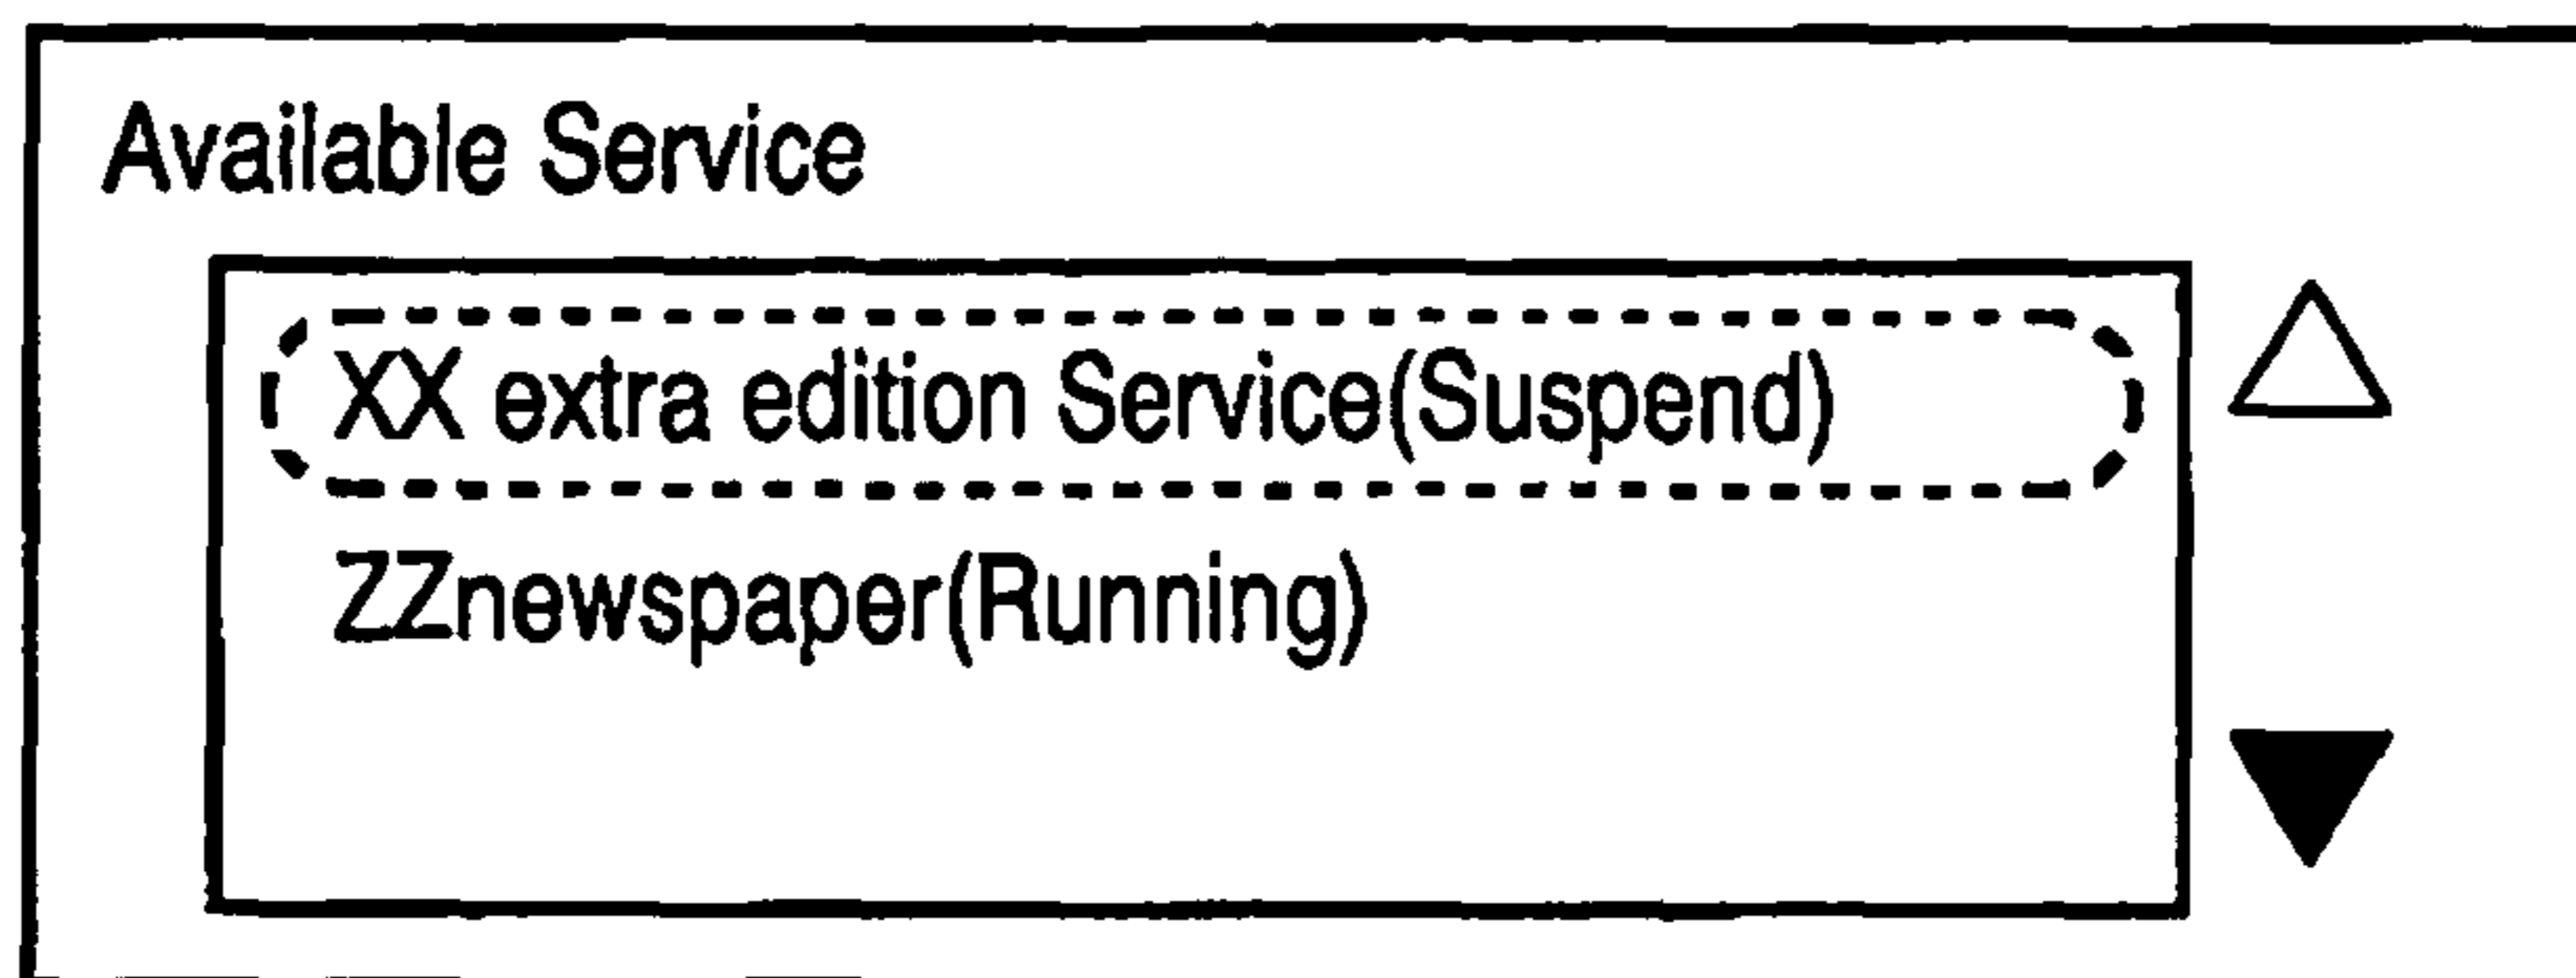 Available Service
XX extra edition Service(Suspend)
ZZnewspaper(Running)